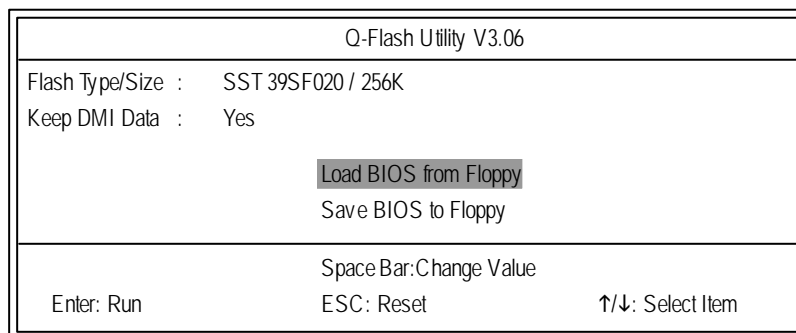 Q-Flash Utility V3.06
Flash Type/Size : SST 39SF020 / 256K
Keep DMI Data : Yes
Load BIOS from Floppy
Save BIOS to Floppy
Space Bar:Change Value
Enter: Run ESC: Reset ↑/↓: Select Item